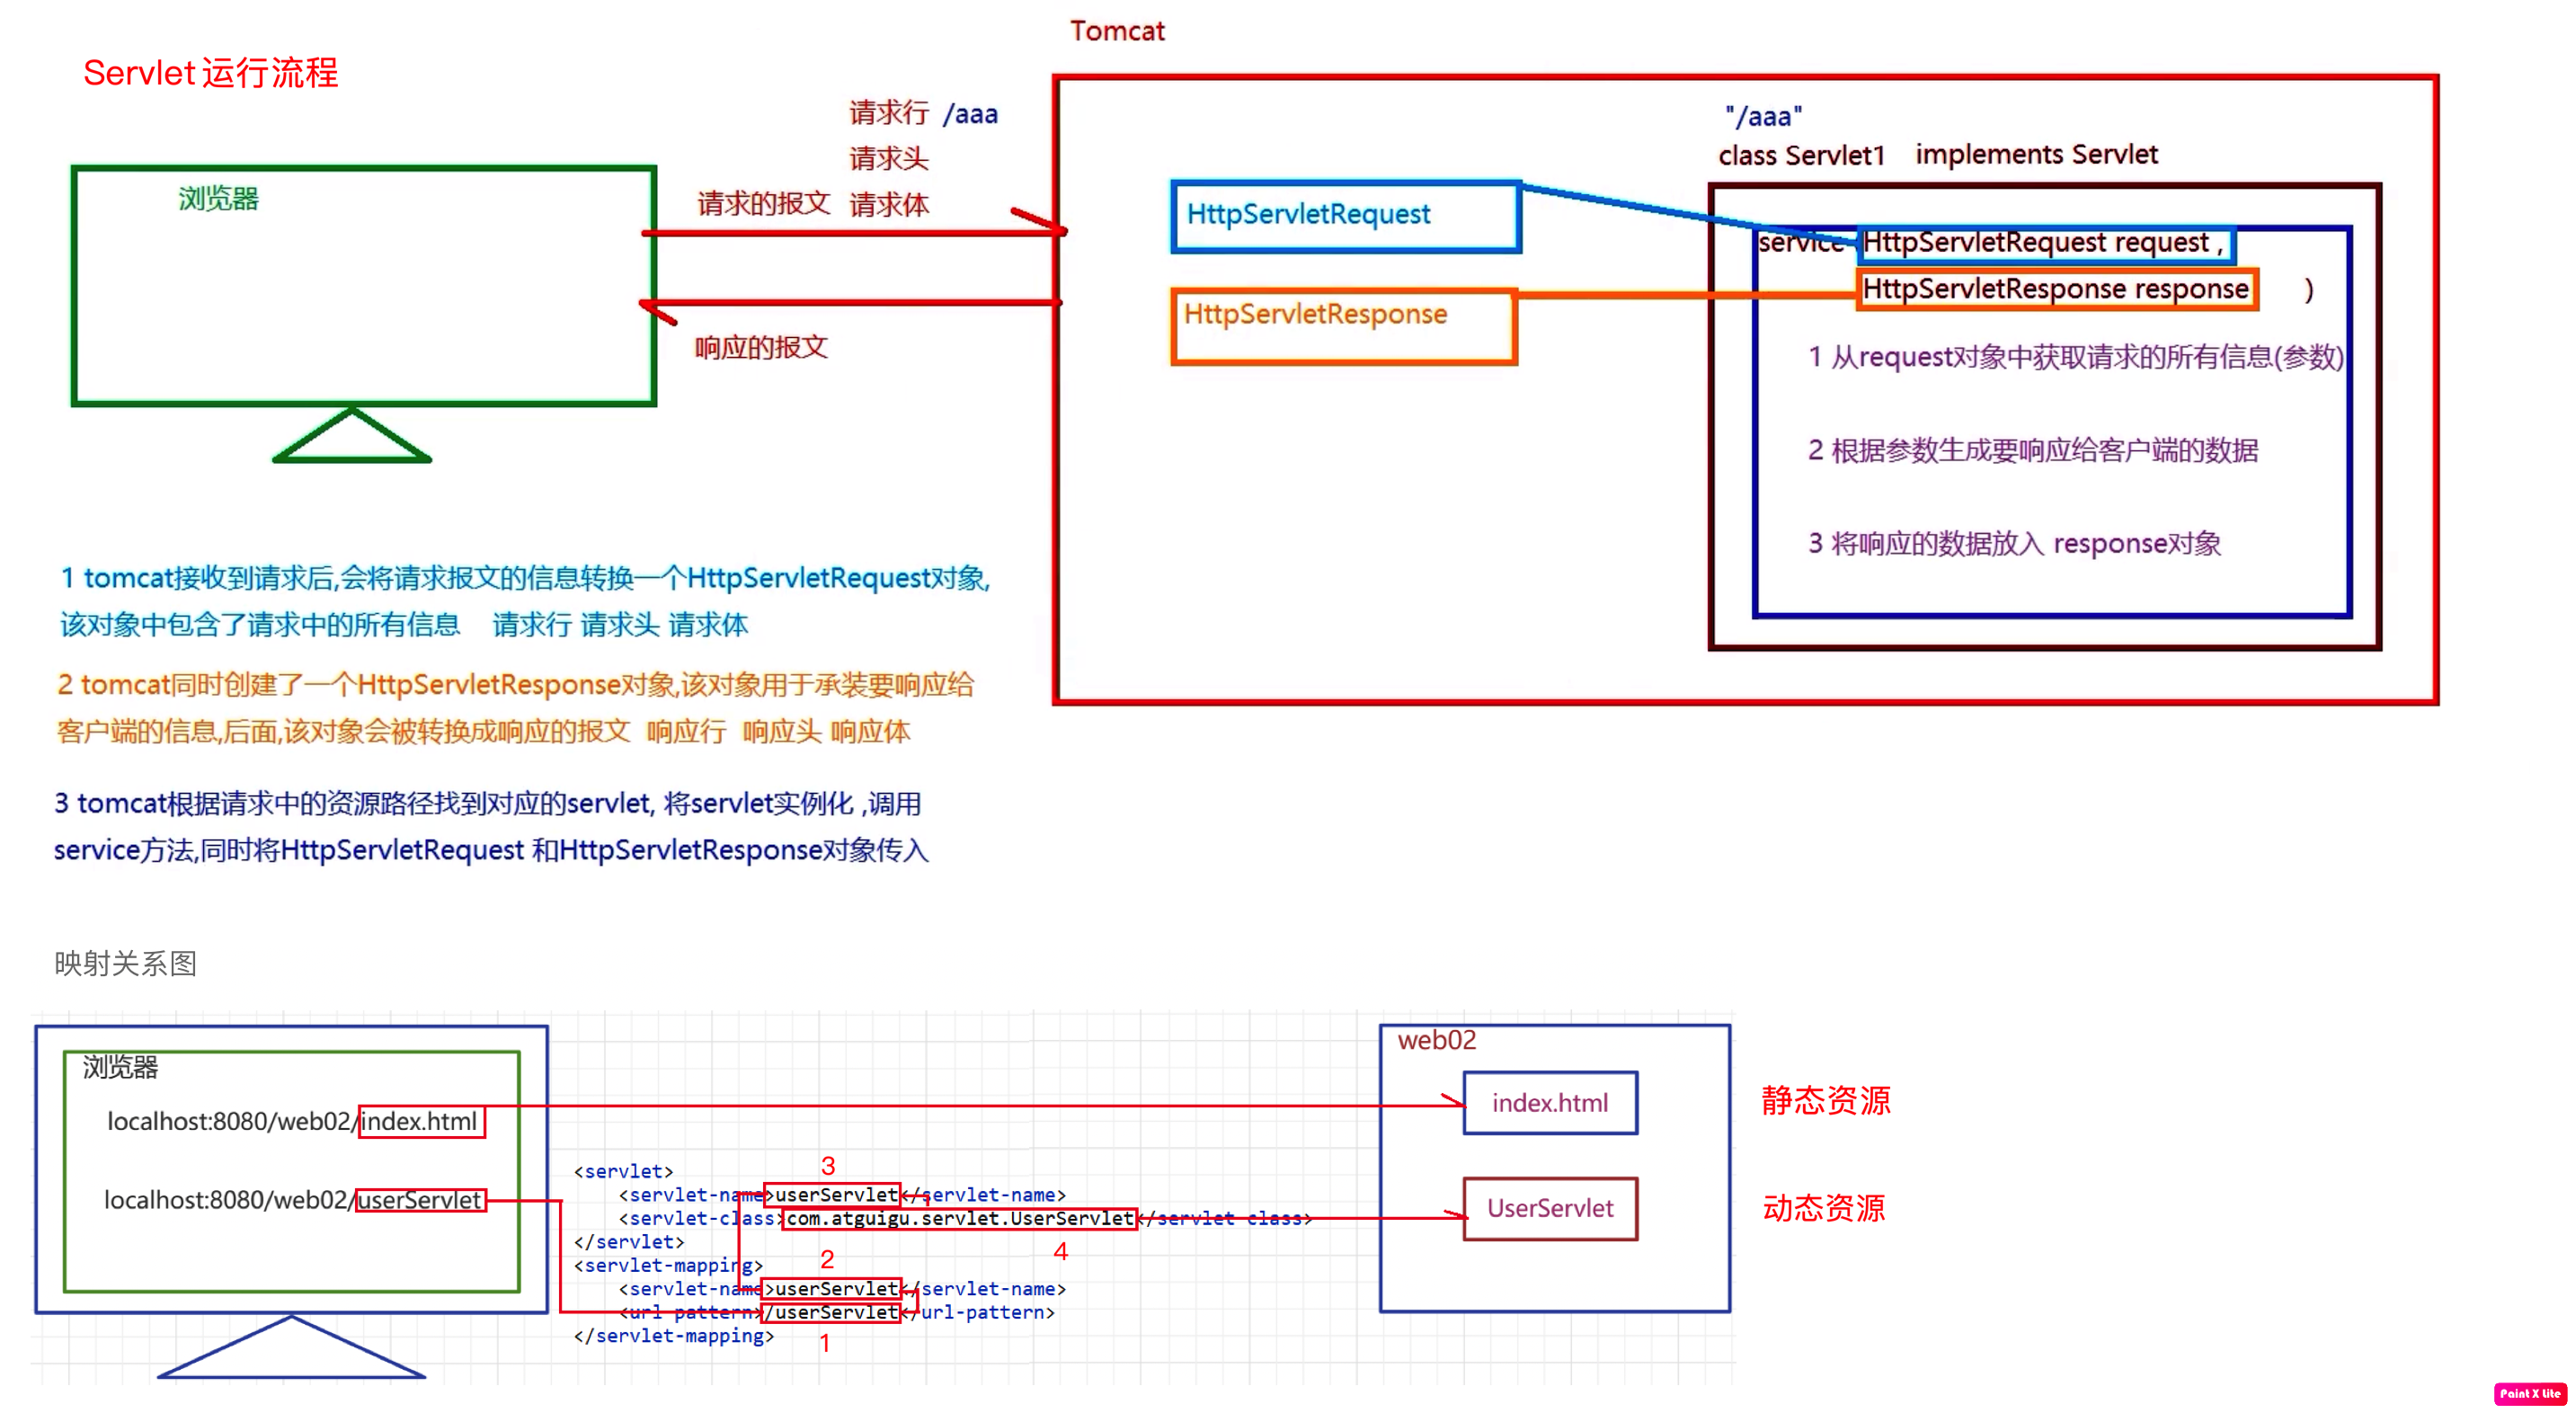 Tomcat
Servlet 运行流程
请求行 /aaa
请求头
请求的报文 请求体
响应的报文
浏览器
"/aaa"
class Servlet1 implements Servlet
HttpServletRequest
HttpServletResponse
service HttpServletRequest request ,
HttpServletResponse response )
1 从request对象中获取请求的所有信息(参数)
2 根据参数生成要响应给客户端的数据
3 将响应的数据放入 response对象
1 tomcat接收到请求后,会将请求报文的信息转换一个HttpServletRequest对象,
该对象中包含了请求中的所有信息 请求行 请求头 请求体
2 tomcat同时创建了一个HttpServletResponse对象,该对象用于承装要响应给
客户端的信息,后面,该对象会被转换成响应的报文 响应行 响应头 响应体
3 tomcat根据请求中的资源路径找到对应的servlet, 将servlet实例化 ,调用
service方法,同时将HttpServletRequest 和HttpServletResponse对象传入
映射关系图
浏览器
localhost:8080/web02/index.html
localhost:8080/web02/userServlet
3
<servlet>
<servlet-name>userServlet</servlet-name>
<servlet-class>com.atguigu.servlet.UserServlet</servlet-class>
</servlet>
2
4
<servlet-mapping>
<servlet-name>userServlet</servlet-name>
<url-pattern>/userServlet</url-pattern>
</servlet-mapping>
1
web02
index.html
UserServlet
静态资源
动态资源
Paint X Lite